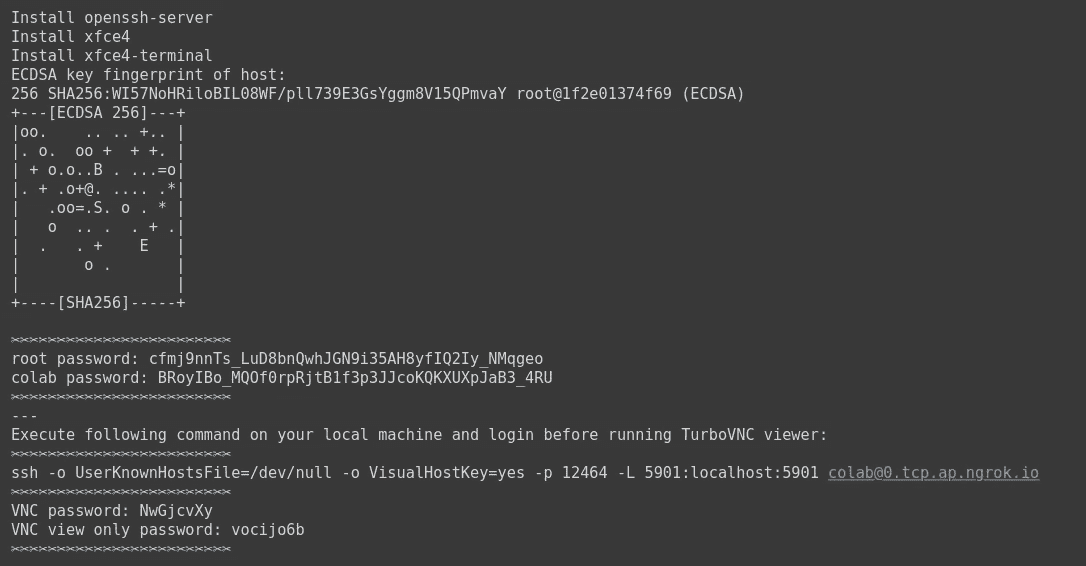 Install openssh-server
Install xfce4
Install xfce4-terminal
ECDSA key fingerprint of host:
256 SHA256:WI57NoHRiloBIL08WF/pll739E3GsYggm8V15QPmvaY root@1f2e01374f69 (ECDSA)
+---[ECDSA 256]---+
|oo.    .. .. +.. |
|. o.  oo +  + +. |
| + o.o..B . ...=o|
|. + .o+@. .... .*|
|   .oo=.S. o . * |
|   o  .. .  . + .|
|  .   . +    E   |
|       o .       |
|                 |
+----[SHA256]-----+
✂✂✂✂✂✂✂✂✂✂✂✂✂✂✂✂✂✂✂✂✂✂✂✂
root password: cfmj9nnTs_LuD8bnQwhJGN9i35AH8yfIQ2Iy_NMqgeo
colab password: BRoyIBo_MQOf0rpRjtB1f3p3JJcoKQKXUXpJaB3_4RU
✂✂✂✂✂✂✂✂✂✂✂✂✂✂✂✂✂✂✂✂✂✂✂✂
---
Execute following command on your local machine and login before running TurboVNC viewer:
✂✂✂✂✂✂✂✂✂✂✂✂✂✂✂✂✂✂✂✂✂✂✂✂
ssh -o UserKnownHostsFile=/dev/null -o VisualHostKey=yes -p 12464 -L 5901:localhost:5901 colab@0.tcp.ap.ngrok.io
✂✂✂✂✂✂✂✂✂✂✂✂✂✂✂✂✂✂✂✂✂✂✂✂
VNC password: NwGjcvXy
VNC view only password: vocijo6b
✂✂✂✂✂✂✂✂✂✂✂✂✂✂✂✂✂✂✂✂✂✂✂✂